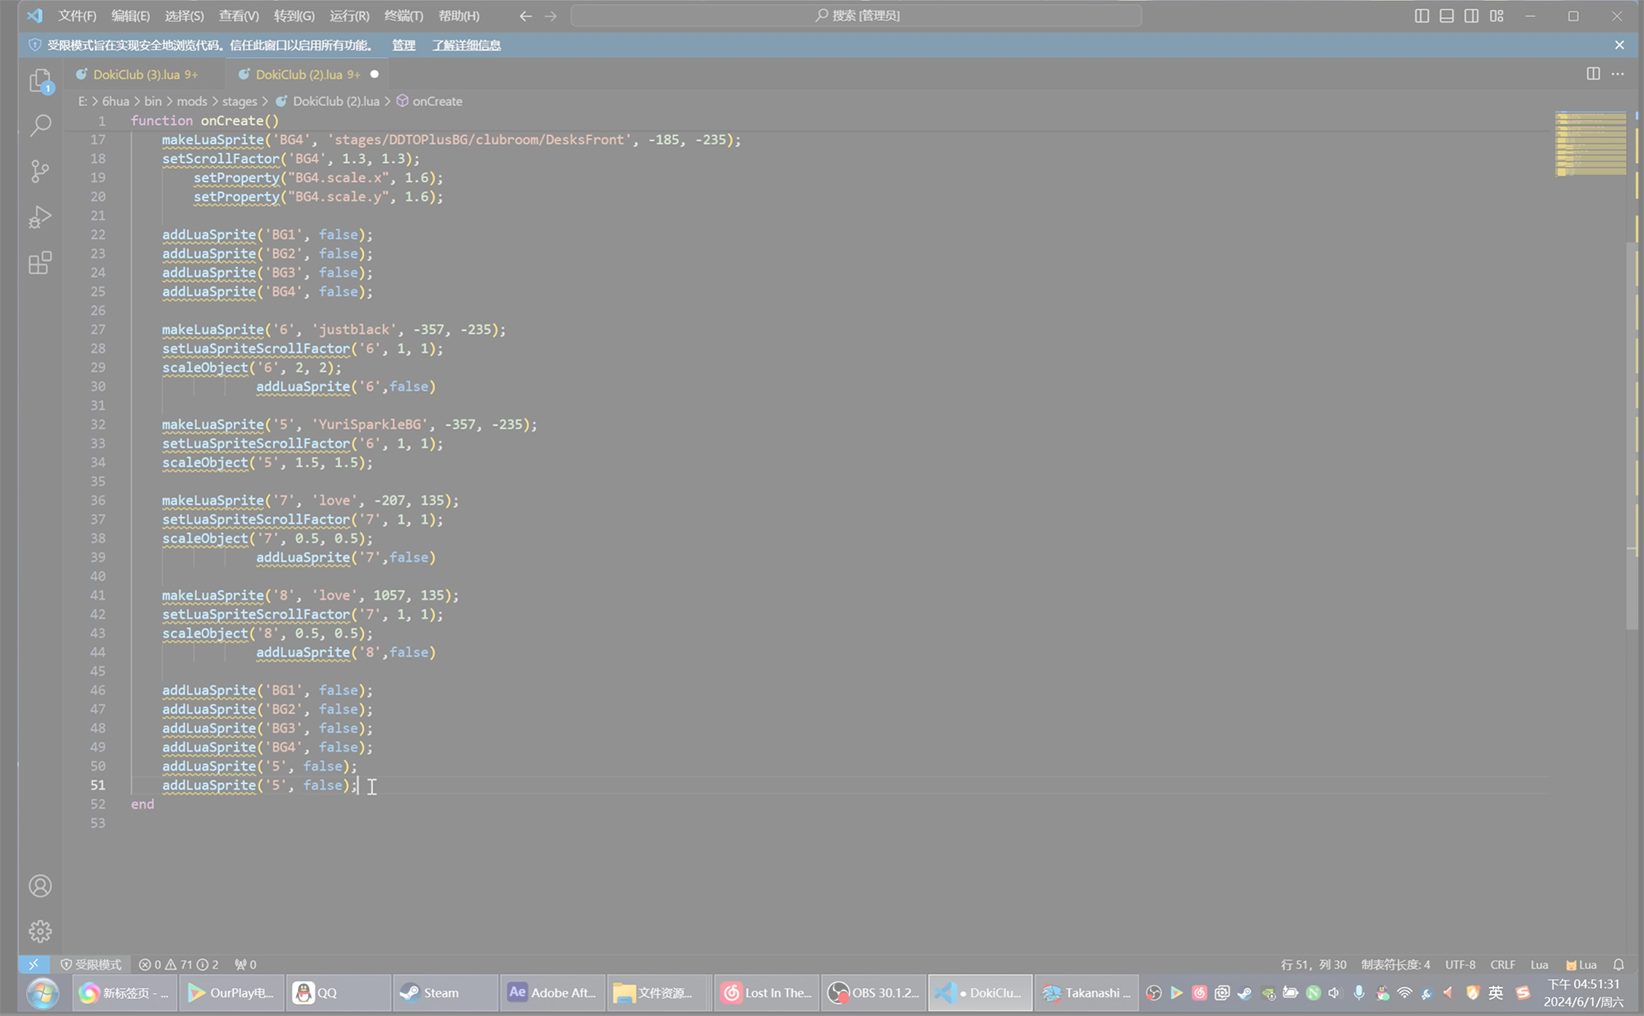 文件(F) 编辑(E) 选择(S) 查看(V) 转到(G) 运行(R) 终端(T) 帮助(H) 搜索 [管理员]
受限模式旨在实现安全地浏览代码。信任此窗口以启用所有功能。 管理 了解详细信息
DokiClub (3).lua 9+ DokiClub (2).lua 9+
E: > 6hua > bin > mods > stages > DokiClub (2).lua > onCreate
1 function onCreate()
17 makeLuaSprite('BG4', 'stages/DDTOPlusBG/clubroom/DesksFront', -185, -235);
18 setScrollFactor('BG4', 1.3, 1.3);
19 setProperty("BG4.scale.x", 1.6);
20 setProperty("BG4.scale.y", 1.6);
21
22 addLuaSprite('BG1', false);
23 addLuaSprite('BG2', false);
24 addLuaSprite('BG3', false);
25 addLuaSprite('BG4', false);
26
27 makeLuaSprite('6', 'justblack', -357, -235);
28 setLuaSpriteScrollFactor('6', 1, 1);
29 scaleObject('6', 2, 2);
30 addLuaSprite('6',false)
31
32 makeLuaSprite('5', 'YuriSparkleBG', -357, -235);
33 setLuaSpriteScrollFactor('6', 1, 1);
34 scaleObject('5', 1.5, 1.5);
35
36 makeLuaSprite('7', 'love', -207, 135);
37 setLuaSpriteScrollFactor('7', 1, 1);
38 scaleObject('7', 0.5, 0.5);
39 addLuaSprite('7',false)
40
41 makeLuaSprite('8', 'love', 1057, 135);
42 setLuaSpriteScrollFactor('7', 1, 1);
43 scaleObject('8', 0.5, 0.5);
44 addLuaSprite('8',false)
45
46 addLuaSprite('BG1', false);
47 addLuaSprite('BG2', false);
48 addLuaSprite('BG3', false);
49 addLuaSprite('BG4', false);
50 addLuaSprite('5', false);
51 addLuaSprite('5', false);
52 end
53
受限模式 0 71 2 0 行 51，列 30 制表符长度: 4 UTF-8 CRLF Lua Lua
新标签页 - ... OurPlay电... QQ Steam Ae Adobe Aft... 文件资源... Lost In The... OBS 30.1.2... ● DokiClu... Takanashi ... 英 下午 04:51:31
2024/6/1/周六